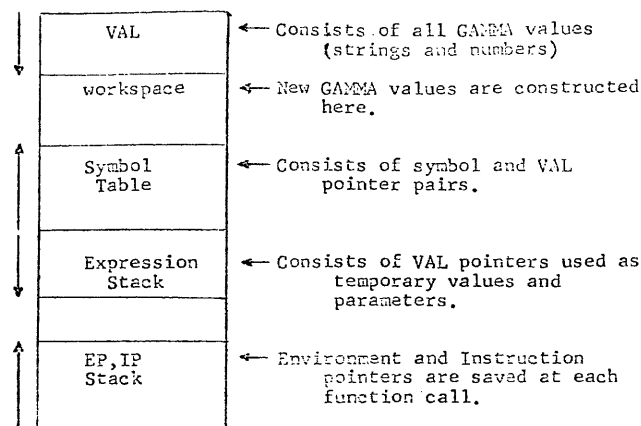 VAL
Consists of all GAMMA values
(strings and numbers)
workspace
New GAMMA values are constructed
here.
Symbol
Table
Consists of symbol and VAL
pointer pairs.
Expression
Stack
Consists of VAL pointers used as
temporary values and
parameters.
EP,IP
Stack
Environment and Instruction
pointers are saved at each
function call.